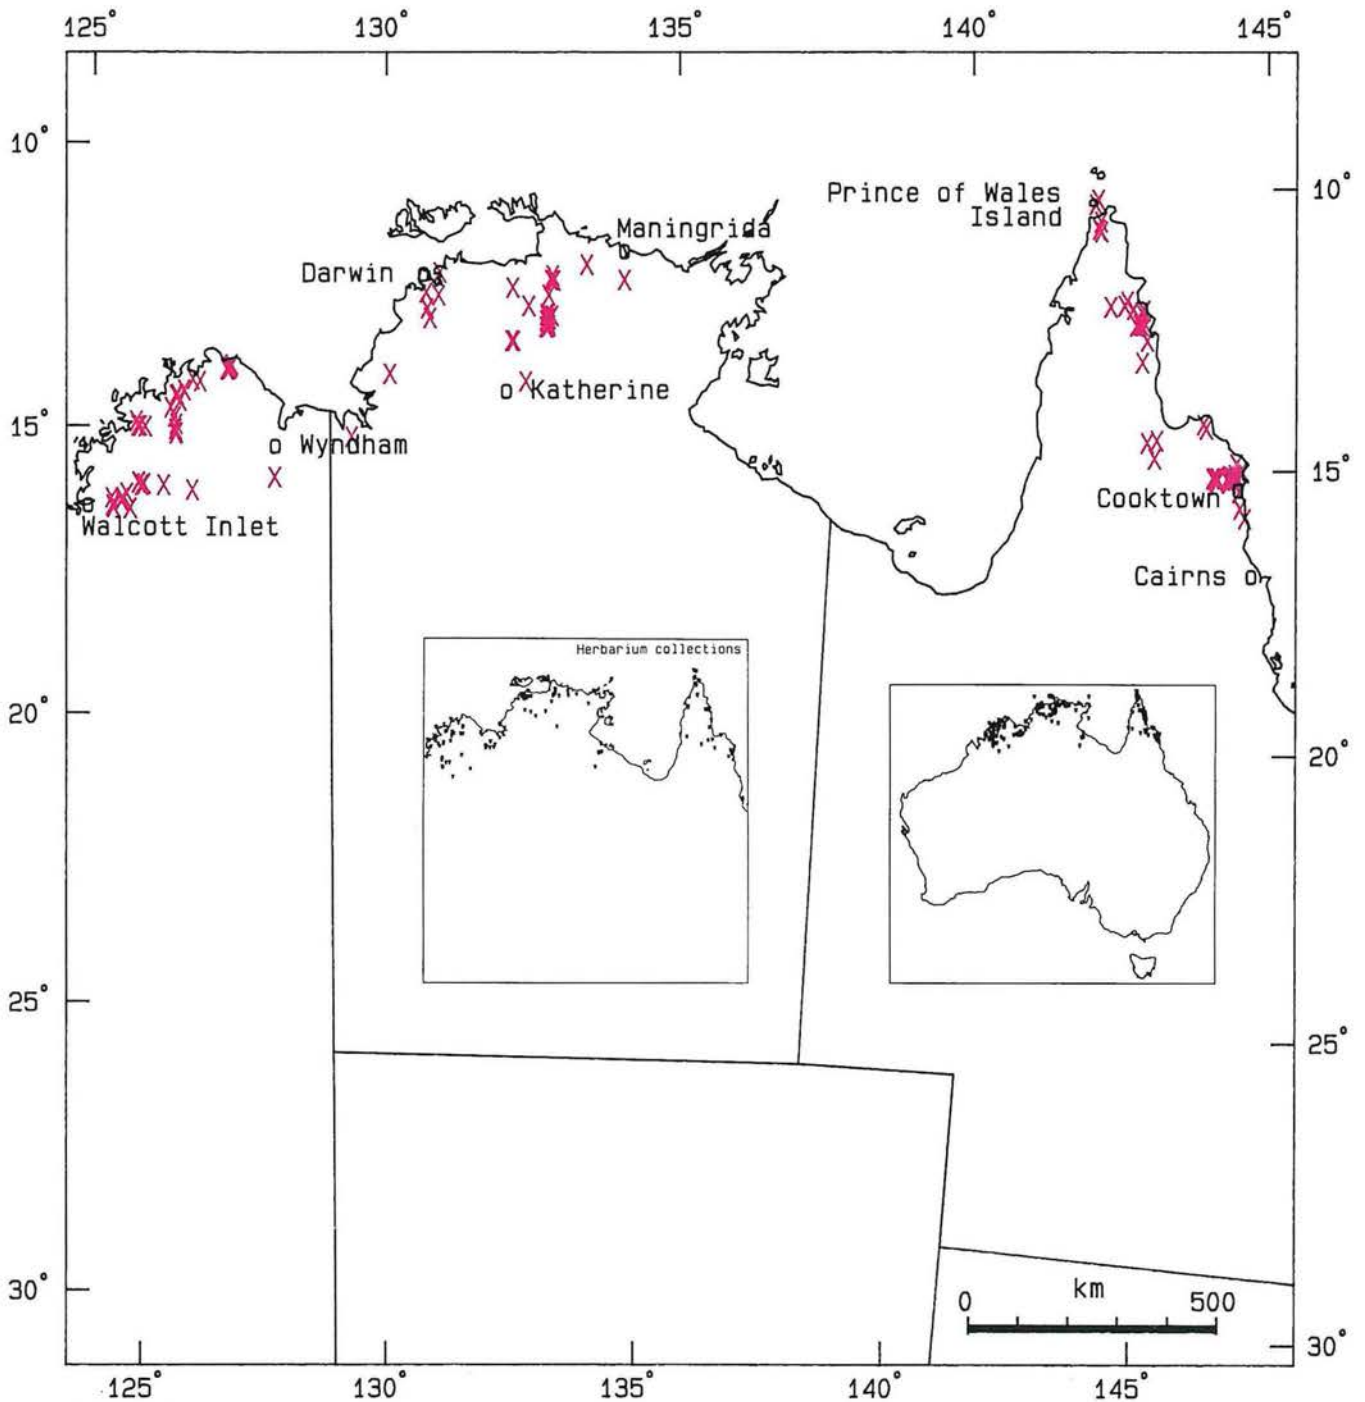 125° 130° 135° 140° 145°
10°
Prince of Wales
Island
10°
Maningrida
Darwin
Katherine
15°
Wyndham
15°
Cooktown
Walcott Inlet
Cairns
Herbarium collections
20°
20°
25°
25°
30°
km
0 500
30°
125° 130° 135° 140° 145°